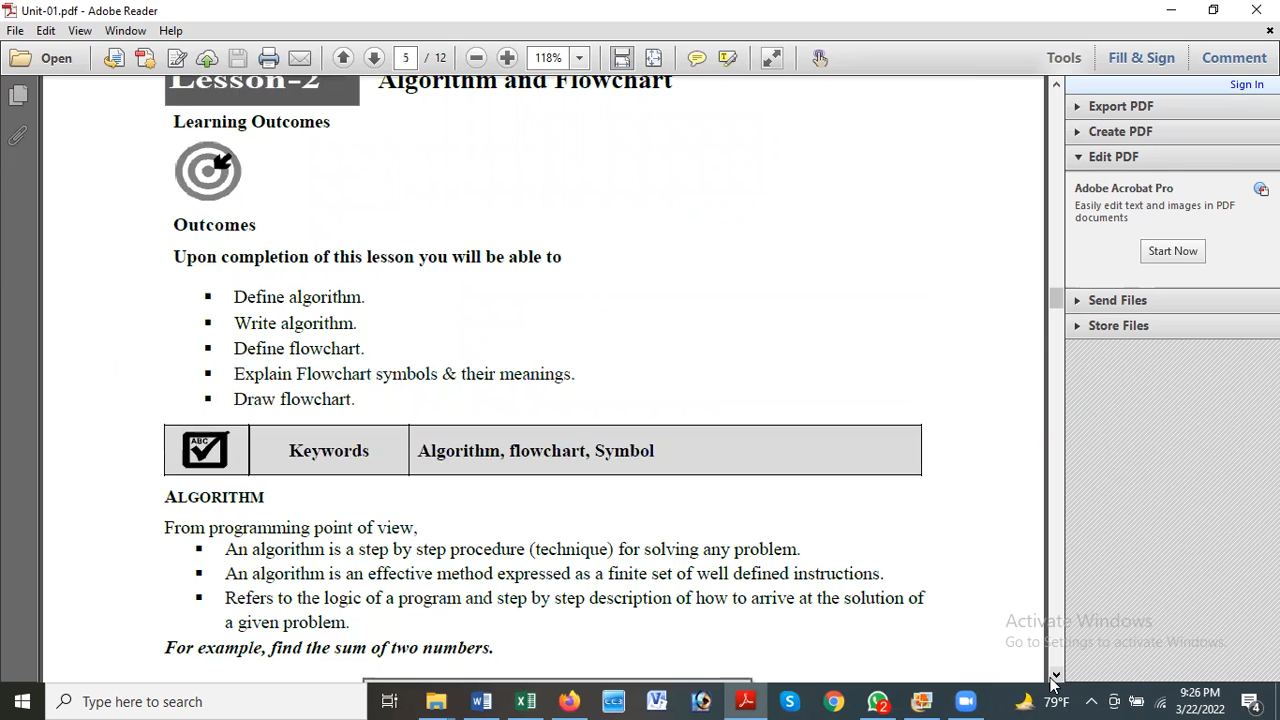 Unit-01.pdf - Adobe Reader
File Edit View Window Help
Open 5 / 12 118% Tools Fill & Sign Comment
Sign In
Lesson-2 Algorithm and Flowchart
Learning Outcomes
Outcomes
Upon completion of this lesson you will be able to
▪ Define algorithm.
▪ Write algorithm.
▪ Define flowchart.
▪ Explain Flowchart symbols & their meanings.
▪ Draw flowchart.
ABC Keywords Algorithm, flowchart, Symbol
ALGORITHM
From programming point of view,
▪ An algorithm is a step by step procedure (technique) for solving any problem.
▪ An algorithm is an effective method expressed as a finite set of well defined instructions.
▪ Refers to the logic of a program and step by step description of how to arrive at the solution of
a given problem.
For example, find the sum of two numbers.
Export PDF
Create PDF
Edit PDF
Adobe Acrobat Pro
Easily edit text and images in PDF
documents
Start Now
Send Files
Store Files
Activate Windows
Go to Settings to activate Windows.
Type here to search
CC3
2
79°F
9:26 PM
3/22/2022
4